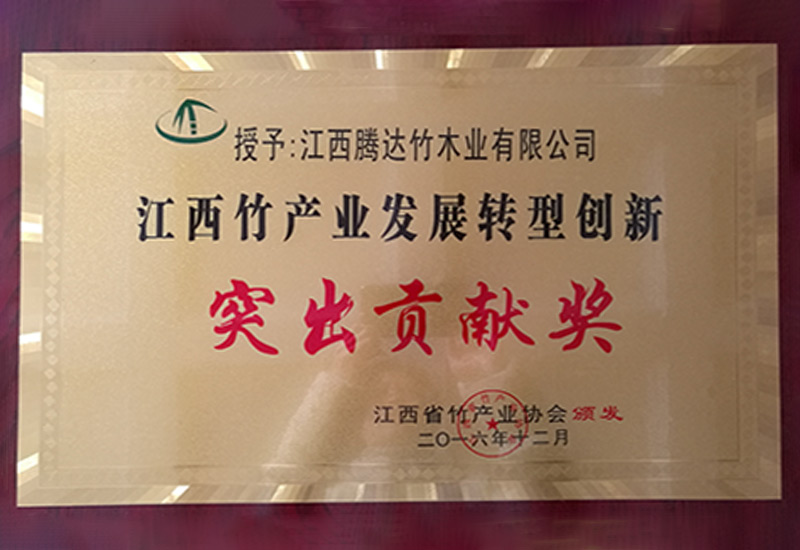 授予:江西腾达竹木业有限公司
江西竹产业发展转型创新
突出贡献奖
江西省竹产业协会颁发
二〇一六年十二月